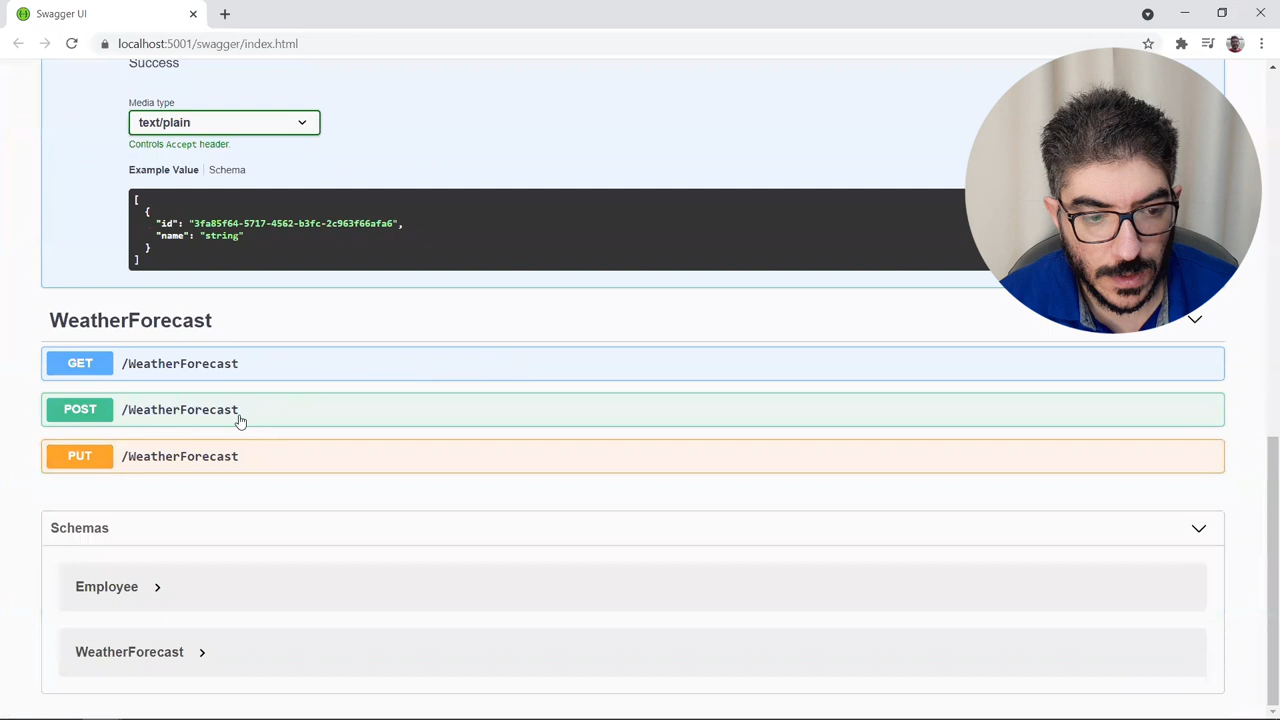 Swagger UI
localhost:5001/swagger/index.html
Success
Media type
text/plain
Controls Accept header.
Example Value Schema
[
{
"id": "3fa85f64-5717-4562-b3fc-2c963f66afa6",
"name": "string"
}
]
WeatherForecast
GET /WeatherForecast
POST /WeatherForecast
PUT /WeatherForecast
Schemas
Employee
WeatherForecast